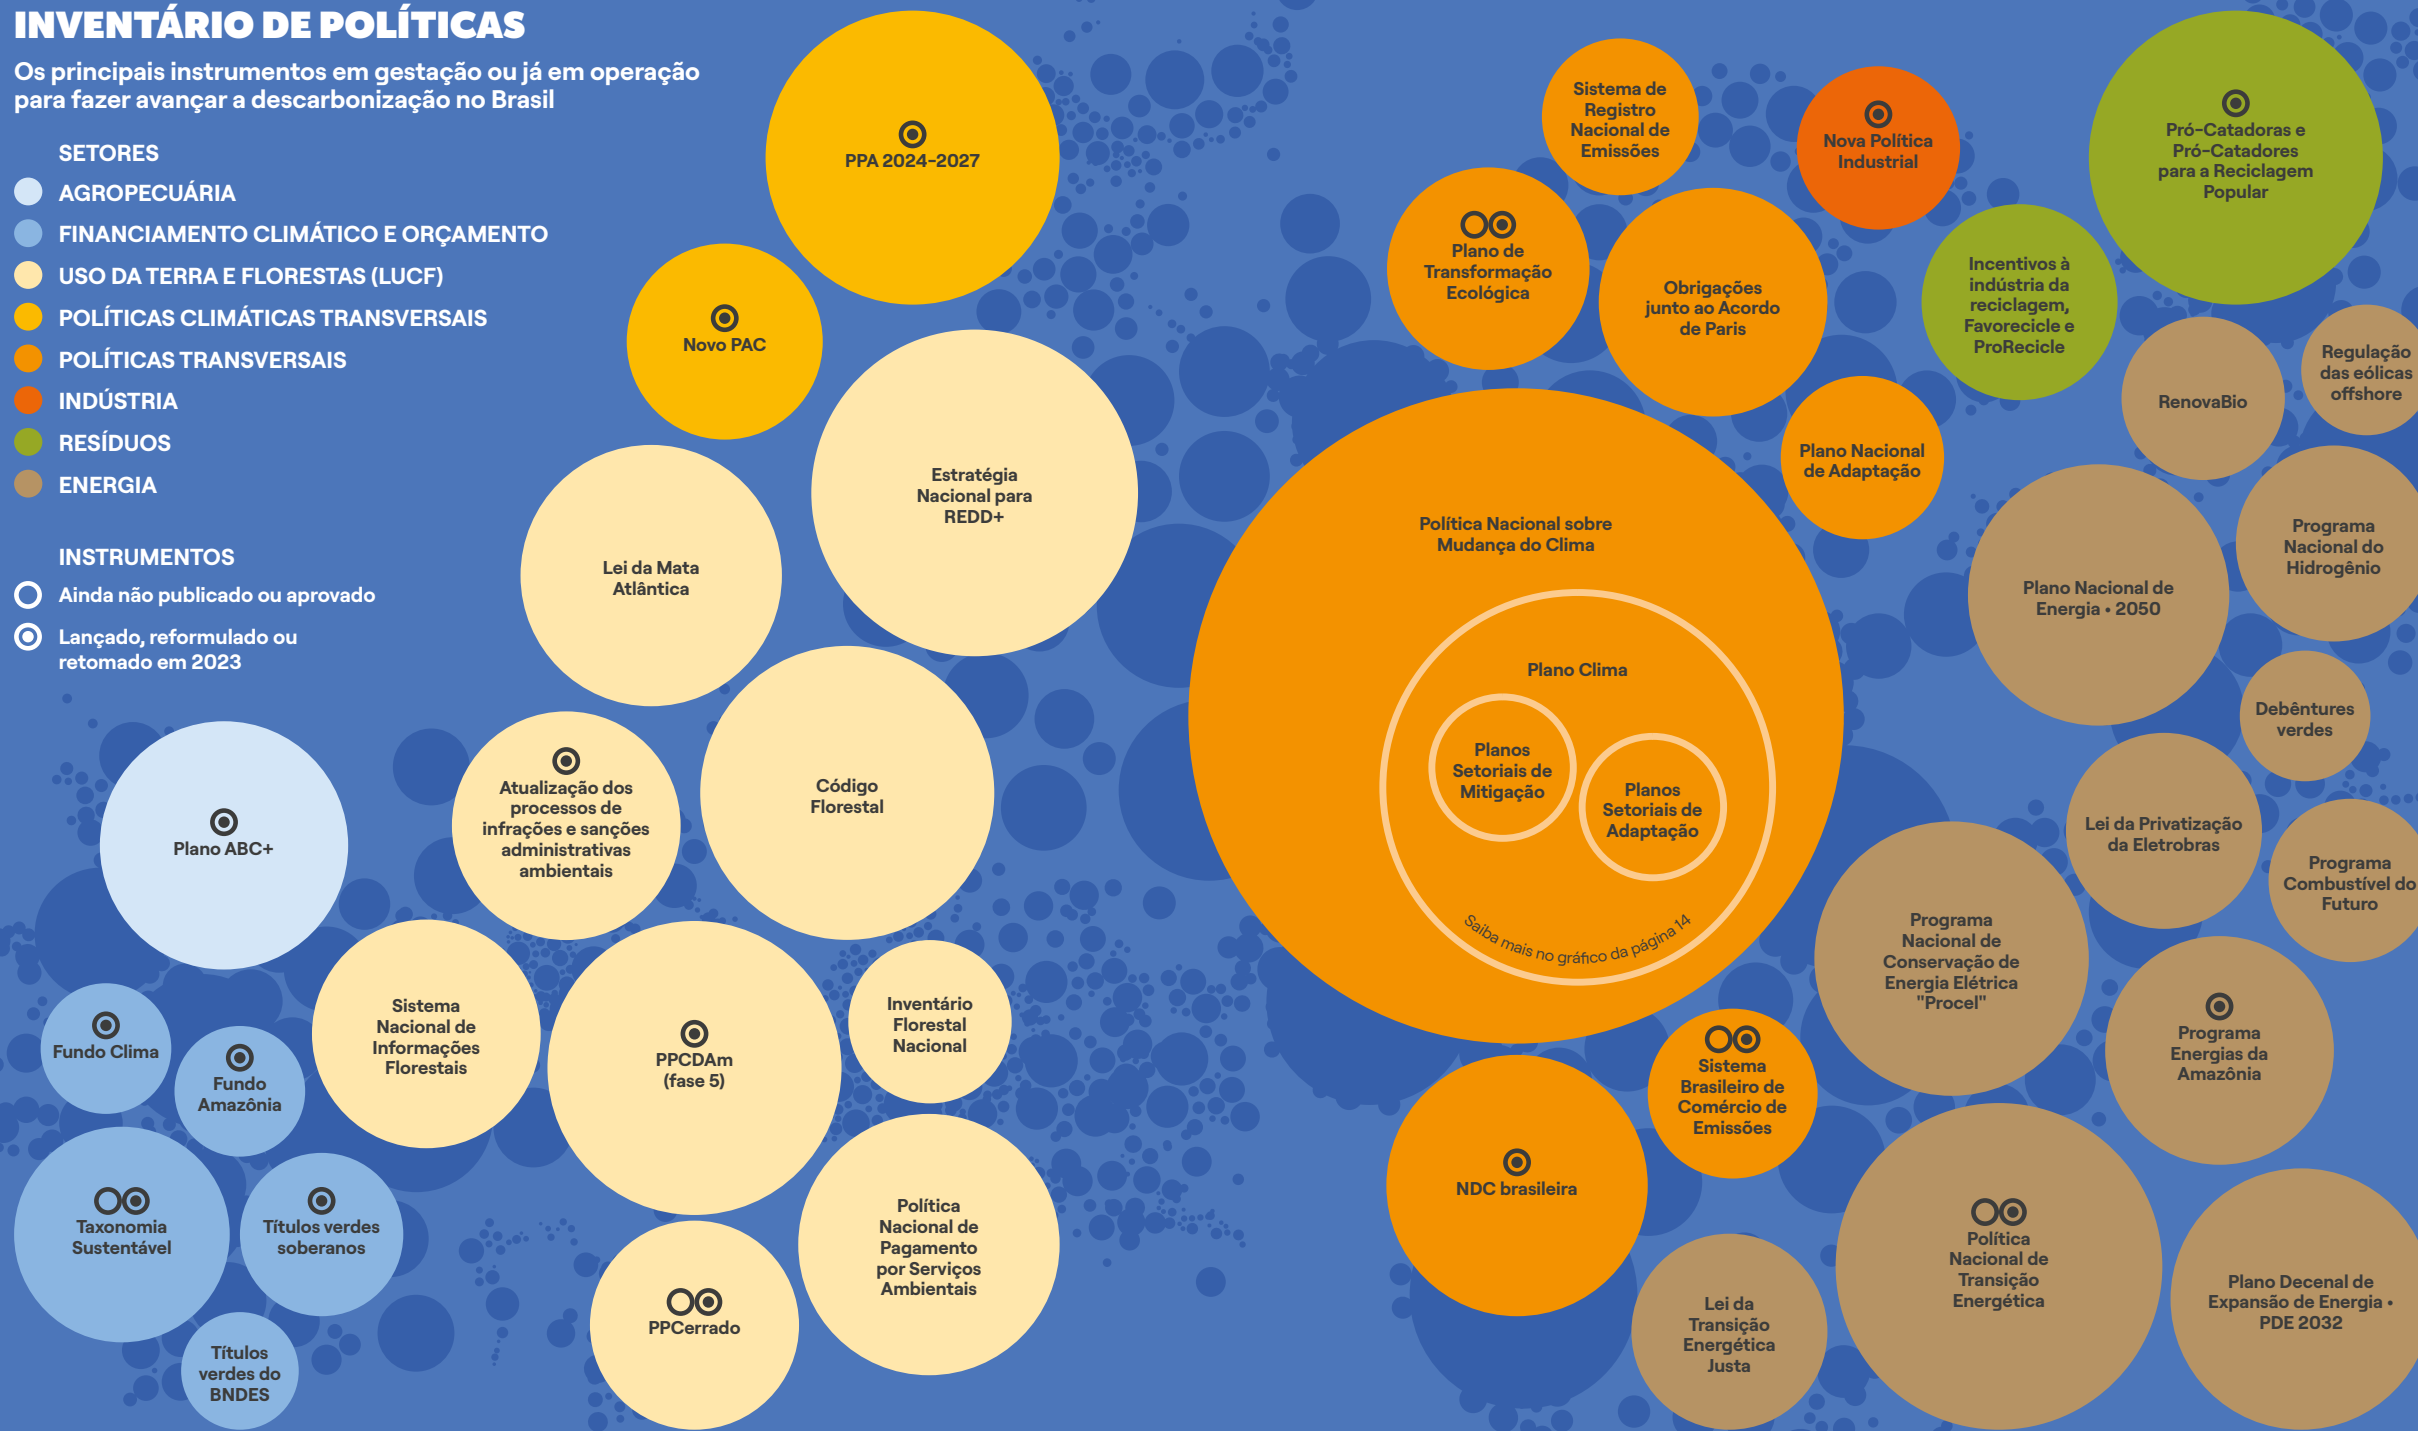 INVENTÁRIO DE POLÍTICAS
Os principais instrumentos em gestação ou já em operação
para fazer avançar a descarbonização no Brasil
SETORES
AGROPECUÁRIA
FINANCIAMENTO CLIMÁTICO E ORÇAMENTO
USO DA TERRA E FLORESTAS (LUCF)
POLÍTICAS CLIMÁTICAS TRANSVERSAIS
POLÍTICAS TRANSVERSAIS
INDÚSTRIA
RESÍDUOS
ENERGIA
INSTRUMENTOS
Ainda não publicado ou aprovado
Lançado, reformulado ou
retomado em 2023
PPA 2024-2027
Novo PAC
Estratégia
Nacional para
REDD+
Lei da Mata
Atlântica
Código
Florestal
Atualização dos
processos de
infrações e sanções
administrativas
ambientais
Plano ABC+
Sistema
Nacional de
Informações
Florestais
PPCDAm
(fase 5)
Inventário
Florestal
Nacional
Política
Nacional de
Pagamento
por Serviços
Ambientais
PPCerrado
Fundo Clima
Fundo
Amazônia
Taxonomia
Sustentável
Títulos verdes
soberanos
Títulos
verdes do
BNDES
Sistema de
Registro
Nacional de
Emissões
Plano de
Transformação
Ecológica
Obrigações
junto ao Acordo
de Paris
Plano Nacional
de Adaptação
Nova Política
Industrial
Pró-Catadoras e
Pró-Catadores
para a Reciclagem
Popular
Incentivos à
indústria da
reciclagem,
Favorecicle e
ProRecicle
Política Nacional sobre
Mudança do Clima
Plano Clima
Planos
Setoriais de
Mitigação
Planos
Setoriais de
Adaptação
Saiba mais no gráfico da página 14
NDC brasileira
Sistema
Brasileiro de
Comércio de
Emissões
RenovaBio
Regulação
das eólicas
offshore
Programa
Nacional do
Hidrogênio
Plano Nacional de
Energia • 2050
Debêntures
verdes
Lei da Privatização
da Eletrobras
Programa
Combustível do
Futuro
Programa
Nacional de
Conservação de
Energia Elétrica
"Procel"
Programa
Energias da
Amazônia
Política
Nacional de
Transição
Energética
Lei da
Transição
Energética
Justa
Plano Decenal de
Expansão de Energia •
PDE 2032